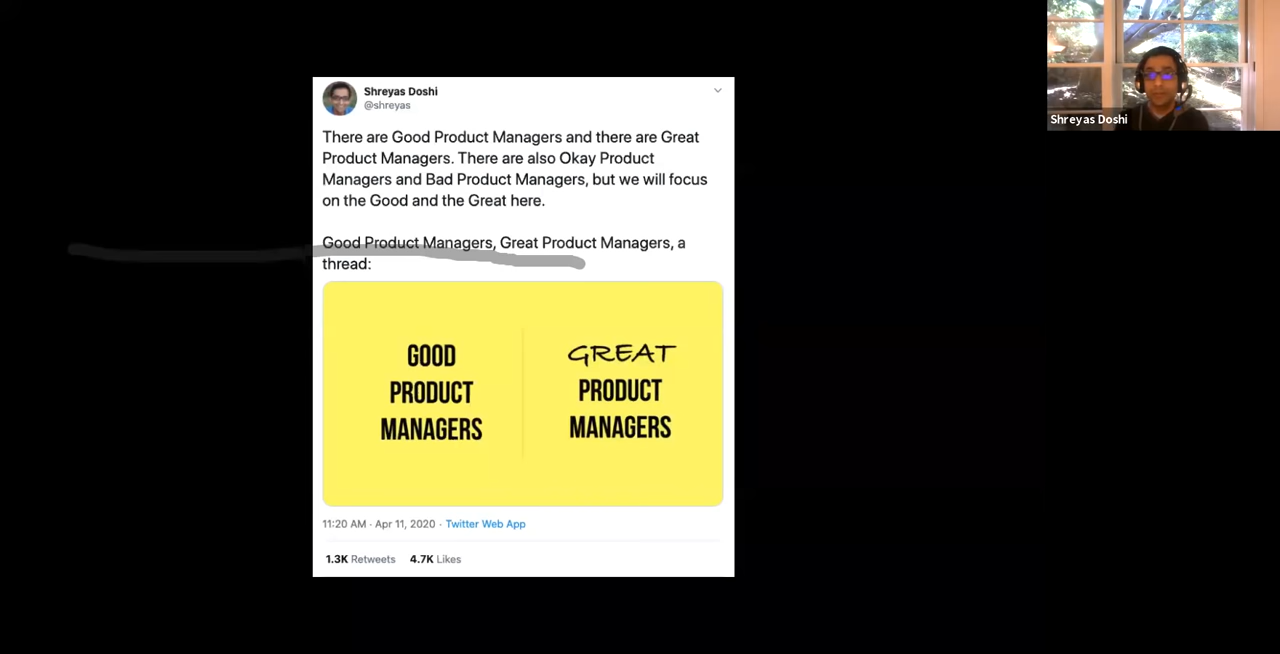 Shreyas Doshi
@shreyas
There are Good Product Managers and there are Great
Product Managers. There are also Okay Product
Managers and Bad Product Managers, but we will focus
on the Good and the Great here.
Good Product Managers, Great Product Managers, a
thread:
GOOD
PRODUCT
MANAGERS
GREAT
PRODUCT
MANAGERS
11:20 AM · Apr 11, 2020 · Twitter Web App
1.3K Retweets 4.7K Likes
Shreyas Doshi